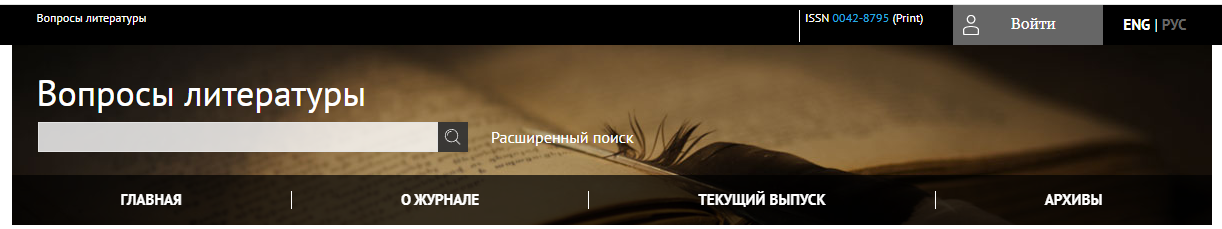 Вопросы литературы
ISSN 0042-8795 (Print)
Войти
ENG | РУС
Вопросы литературы
Расширенный поиск
ГЛАВНАЯ
О ЖУРНАЛЕ
ТЕКУЩИЙ ВЫПУСК
АРХИВЫ